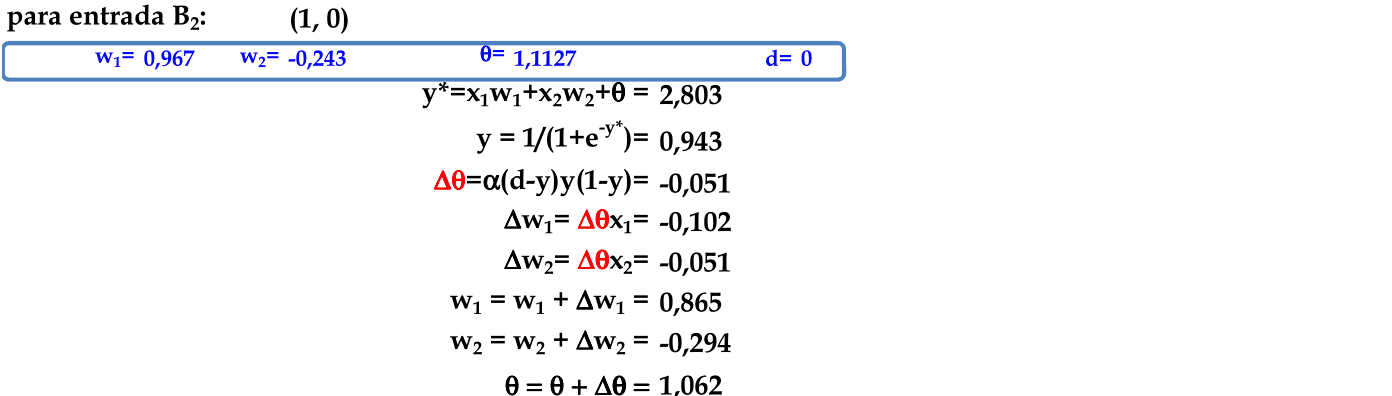 para entrada B₂: (1, 0)
w₁= 0,967 w₂= -0,243 θ= 1,1127 d= 0
y*=x₁w₁+x₂w₂+θ = 2,803
y = 1/(1+e^-y*)= 0,943
Δθ=α(d-y)y(1-y)= -0,051
Δw₁= Δθx₁= -0,102
Δw₂= Δθx₂= -0,051
w₁ = w₁ + Δw₁ = 0,865
w₂ = w₂ + Δw₂ = -0,294
θ = θ + Δθ = 1,062